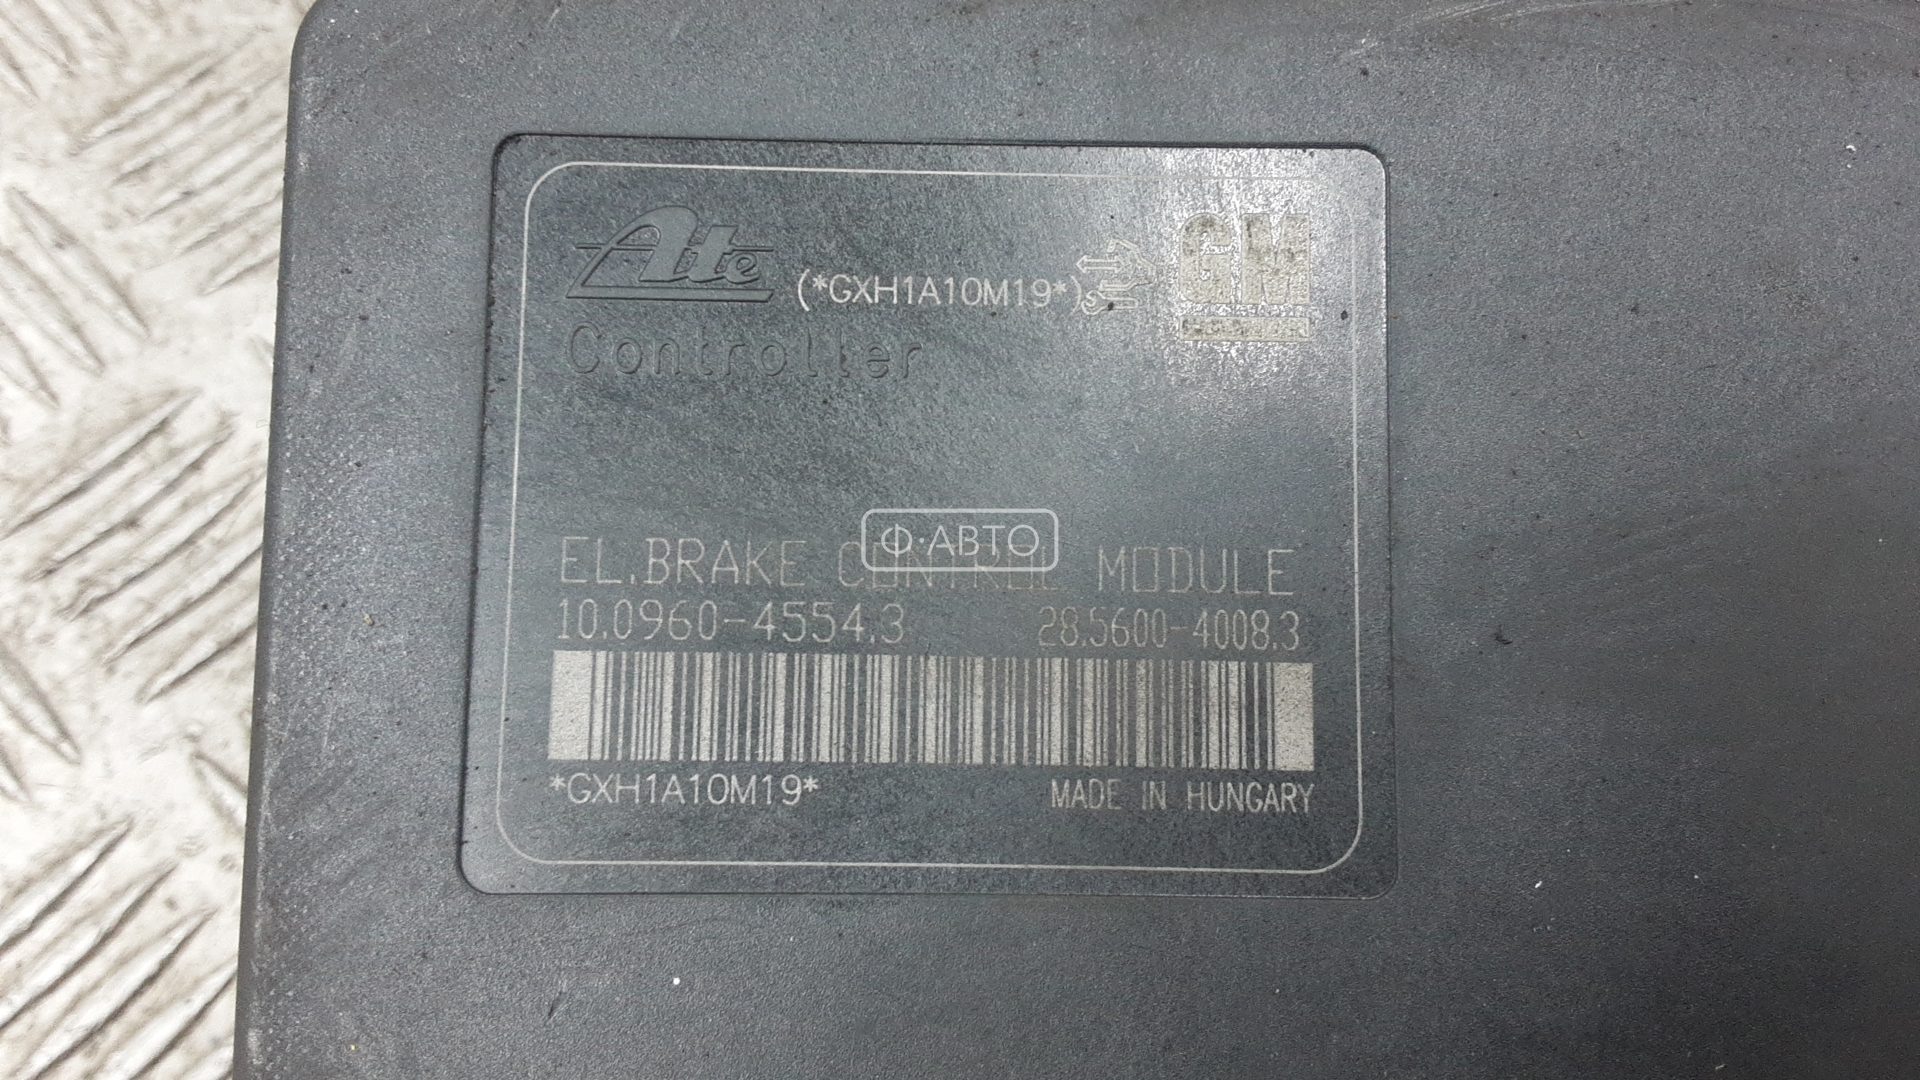 Ate
(*GXH1A10M19*)
GM
Controller
Ф·АВТО
EL.BRAKE CONTROL MODULE
10.0960-4554.3 28.5600-4008.3
*GXH1A10M19* MADE IN HUNGARY